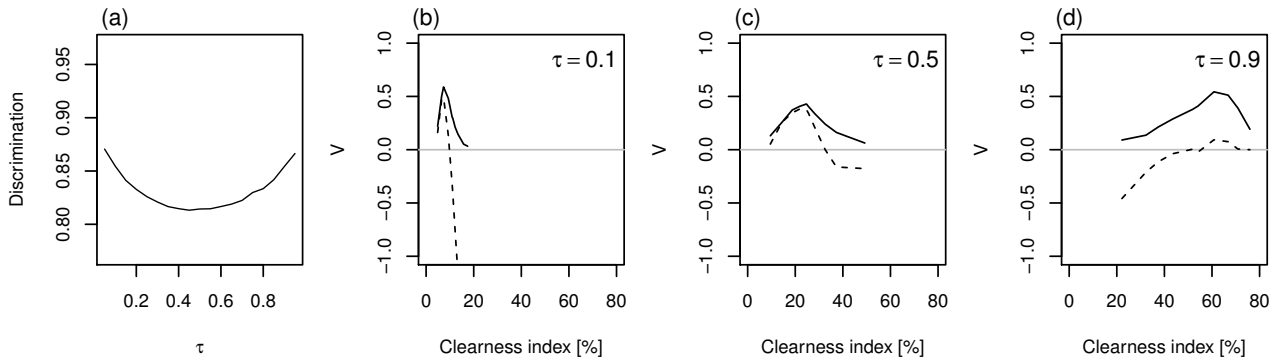 (a)
Discrimination
0.95
0.90
0.85
0.80
0.2 0.4 0.6 0.8
τ
(b)
τ = 0.1
V
1.0
0.5
0.0
−0.5
−1.0
0 20 40 60 80
Clearness index [%]
(c)
τ = 0.5
V
1.0
0.5
0.0
−0.5
−1.0
0 20 40 60 80
Clearness index [%]
(d)
τ = 0.9
V
1.0
0.5
0.0
−0.5
−1.0
0 20 40 60 80
Clearness index [%]